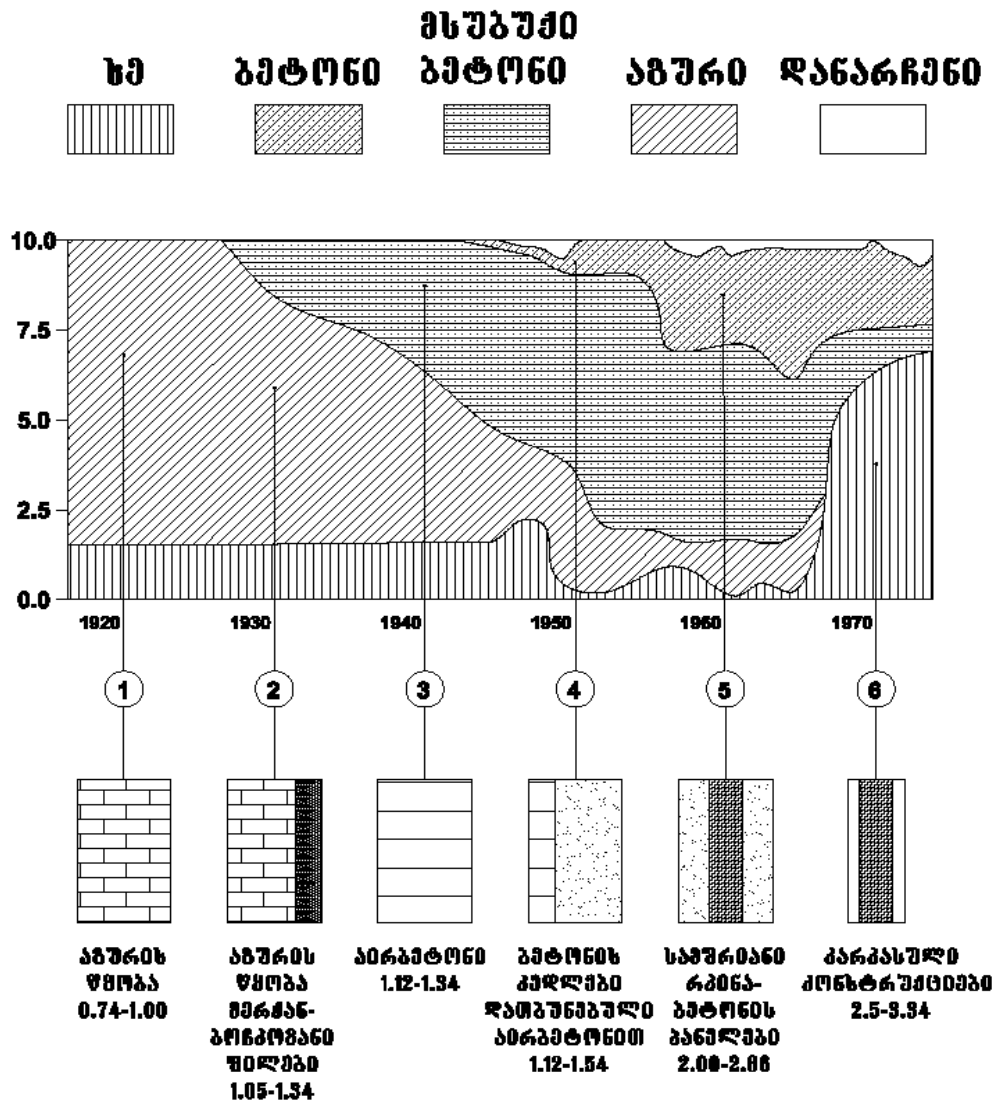 მსუბუქი
ხე ბეტონი ბეტონი აგური დანარჩენი
10.0
7.5
5.0
2.5
0.0
1920 1930 1940 1950 1960 1970
1 2 3 4 5 6
აგურის
წყობა
0.74-1.00
აგურის
წყობა
მერქან-
ბოჭკოვანი
ფილები
1.05-1.34
აირბეტონი
1.12-1.34
ბეტონის
კედლები
დათბუნებული
აირბეტონით
1.12-1.54
სამშრიანი
რკინა-
ბეტონის
პანელები
2.00-2.86
კარკასული
კონსტრუქციები
2.5-3.34